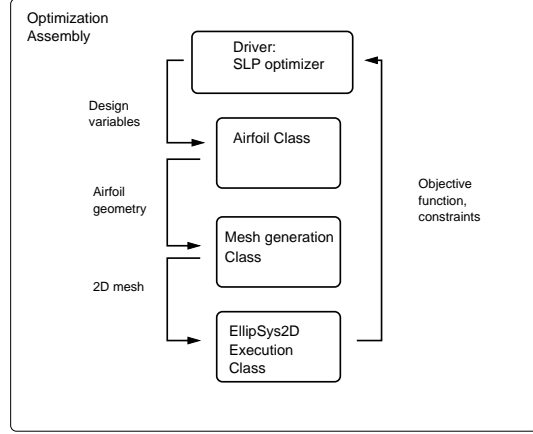 Optimization
Assembly
Driver:
SLP optimizer
Design
variables
Airfoil Class
Airfoil
geometry
Objective
function,
constraints
Mesh generation
Class
2D mesh
EllipSys2D
Execution
Class